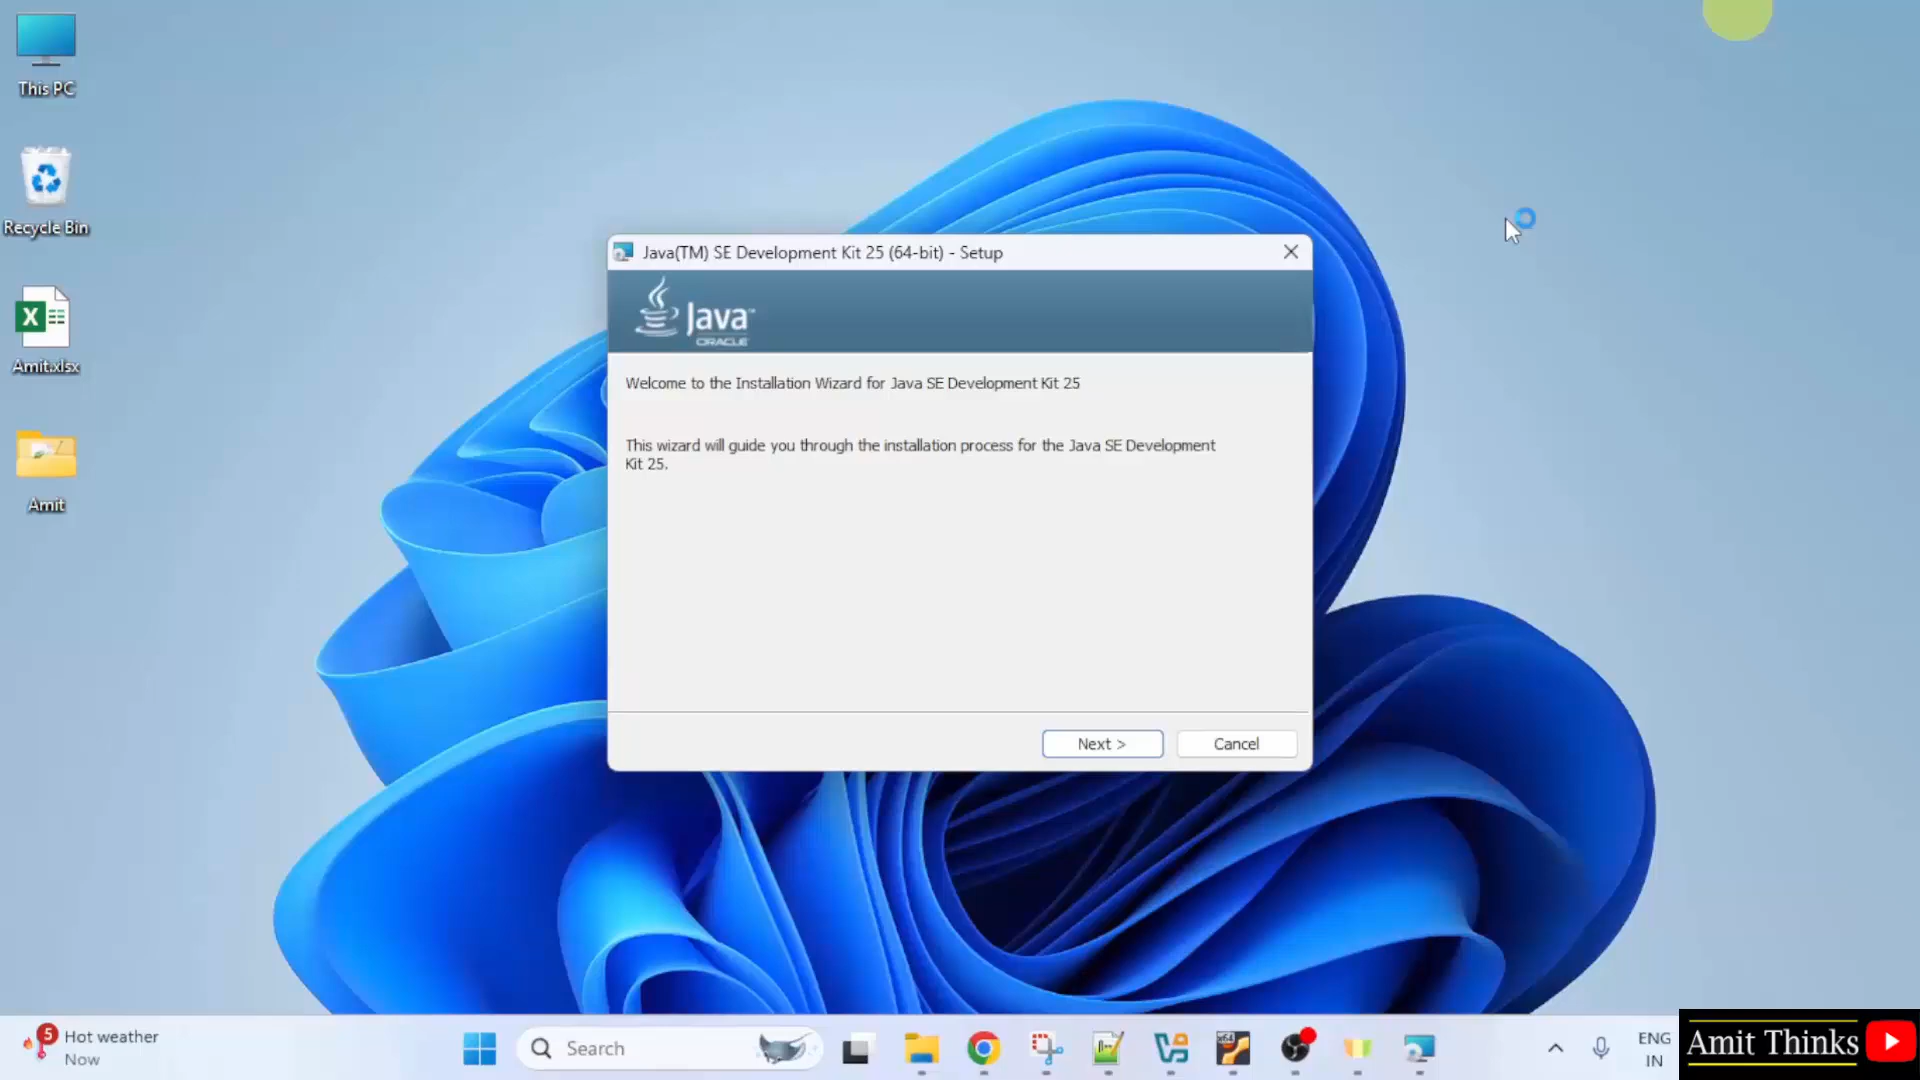 This PC
Recycle Bin
Amit.xlsx
Amit
Java(TM) SE Development Kit 25 (64-bit) - Setup
Java™
ORACLE
Welcome to the Installation Wizard for Java SE Development Kit 25
This wizard will guide you through the installation process for the Java SE Development
Kit 25.
Next >
Cancel
5
Hot weather
Now
Search
x64
ENG
IN
Amit Thinks